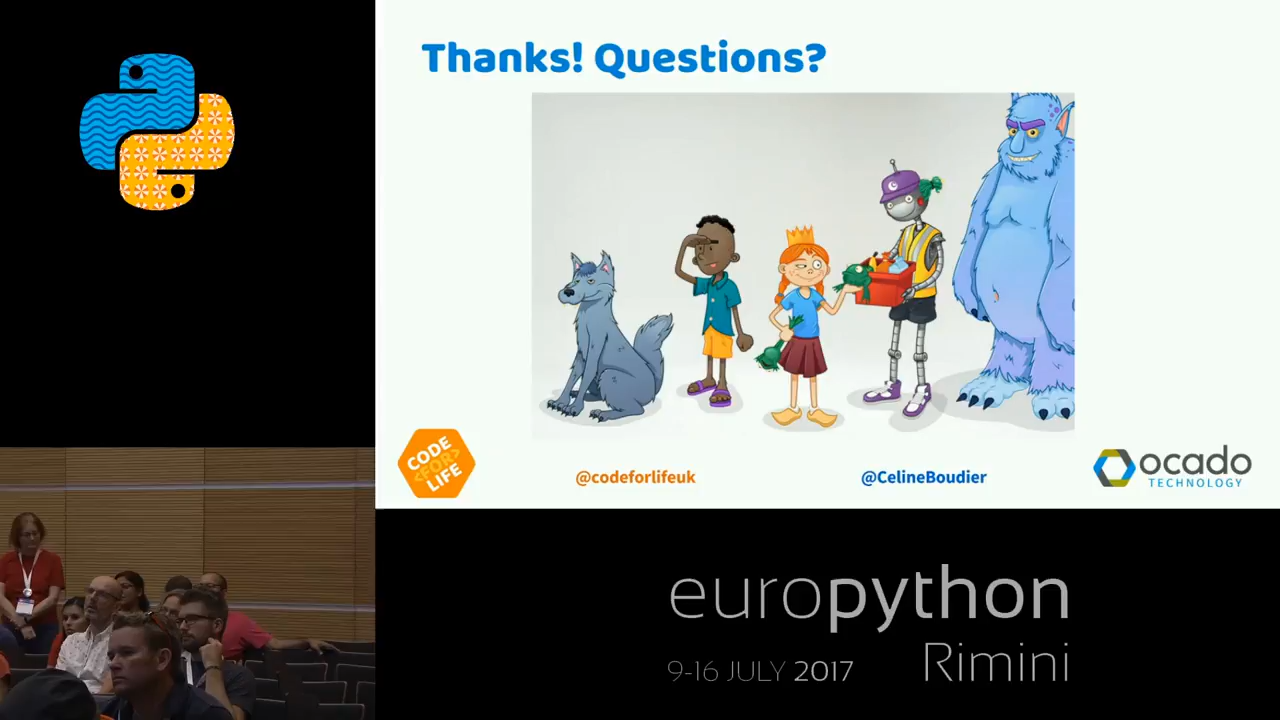 Thanks! Questions?
CODE
<FOR>
LIFE
@codeforlifeuk
@CelineBoudier
ocado
TECHNOLOGY
europython
9-16 JULY 2017
Rimini